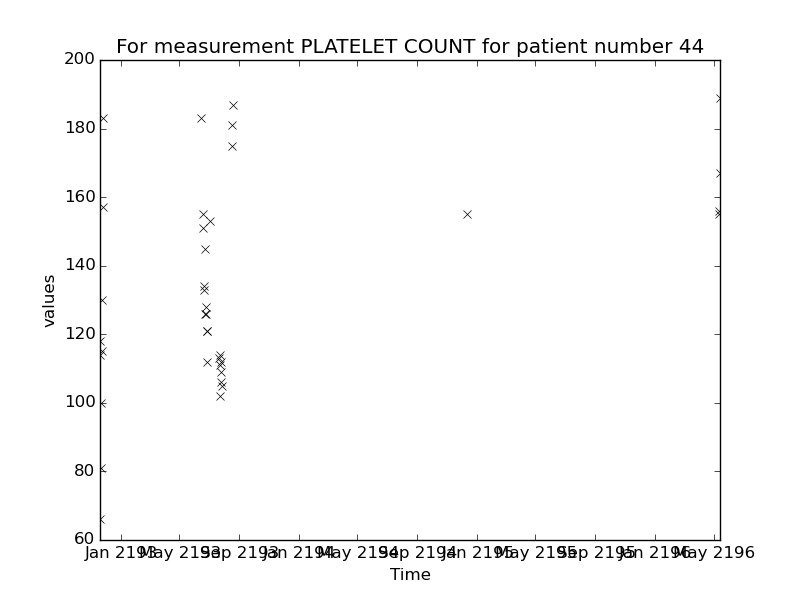 For measurement PLATELET COUNT for patient number 44
200
180
160
140
120
100
80
60
values
Jan 2193 May 2193 Sep 2193 Jan 2194 May 2194 Sep 2194 Jan 2195 May 2195 Sep 2195 Jan 2196 May 2196
Time